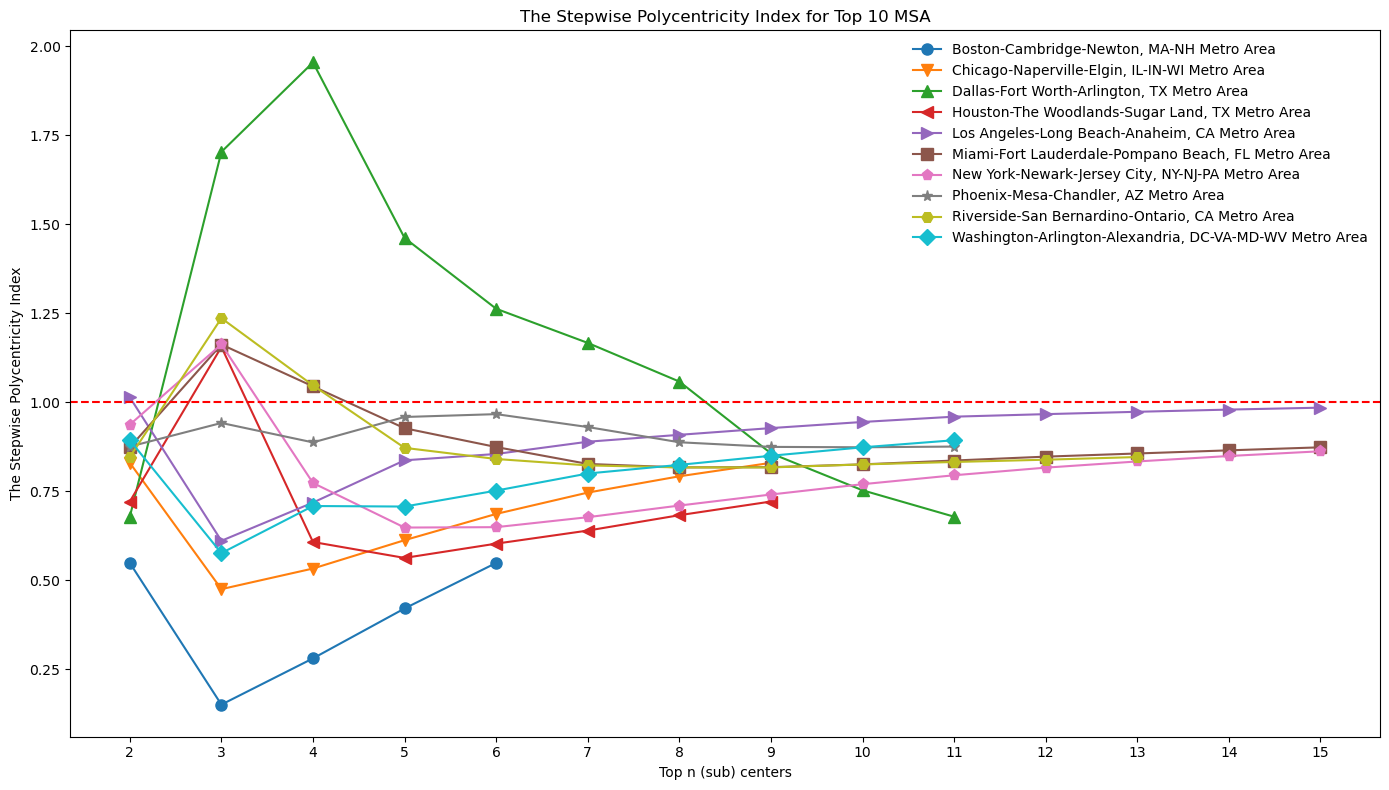 The Stepwise Polycentricity Index for Top 10 MSA
2.00
1.75
1.50
1.25
1.00
0.75
0.50
0.25
The Stepwise Polycentricity Index
Boston-Cambridge-Newton, MA-NH Metro Area
Chicago-Naperville-Elgin, IL-IN-WI Metro Area
Dallas-Fort Worth-Arlington, TX Metro Area
Houston-The Woodlands-Sugar Land, TX Metro Area
Los Angeles-Long Beach-Anaheim, CA Metro Area
Miami-Fort Lauderdale-Pompano Beach, FL Metro Area
New York-Newark-Jersey City, NY-NJ-PA Metro Area
Phoenix-Mesa-Chandler, AZ Metro Area
Riverside-San Bernardino-Ontario, CA Metro Area
Washington-Arlington-Alexandria, DC-VA-MD-WV Metro Area
2 3 4 5 6 7 8 9 10 11 12 13 14 15
Top n (sub) centers